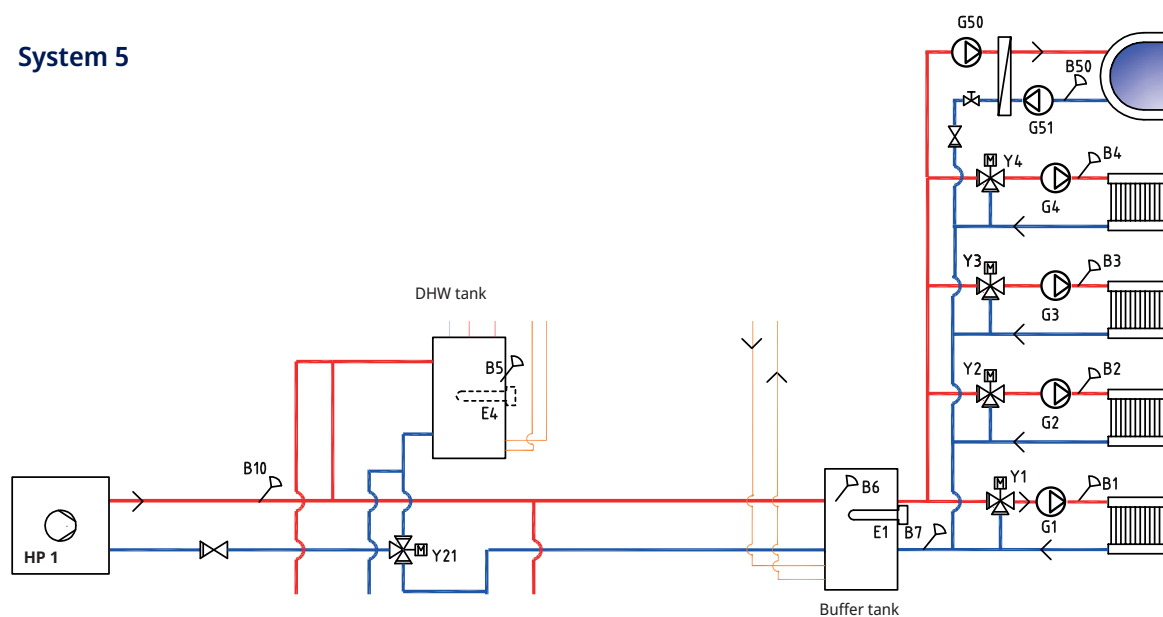 System 5
G50
B50
G51
M
Y4
B4
G4
Y3
M
B3
G3
DHW tank
B5
E4
Y2
M
B2
G2
B10
B6
Y1
M
B1
E1
B7
G1
HP 1
M
Y21
Buffer tank